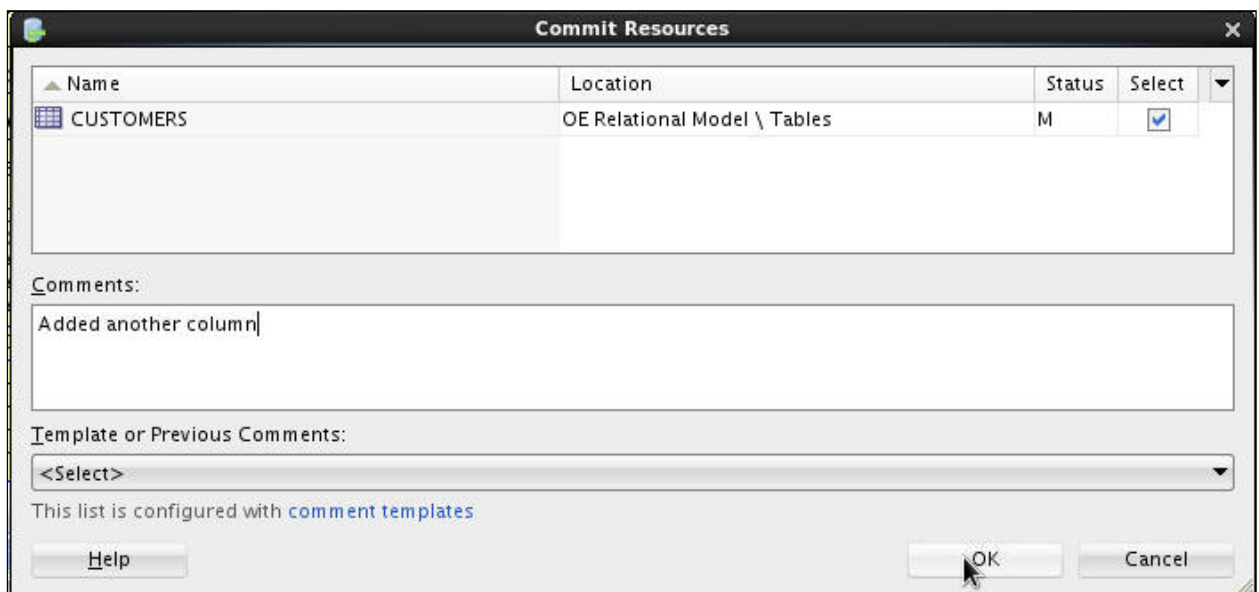 Commit Resources
Name Location Status Select
CUSTOMERS OE Relational Model \ Tables M
Comments:
Added another column
Template or Previous Comments:
<Select>
This list is configured with comment templates
Help OK Cancel